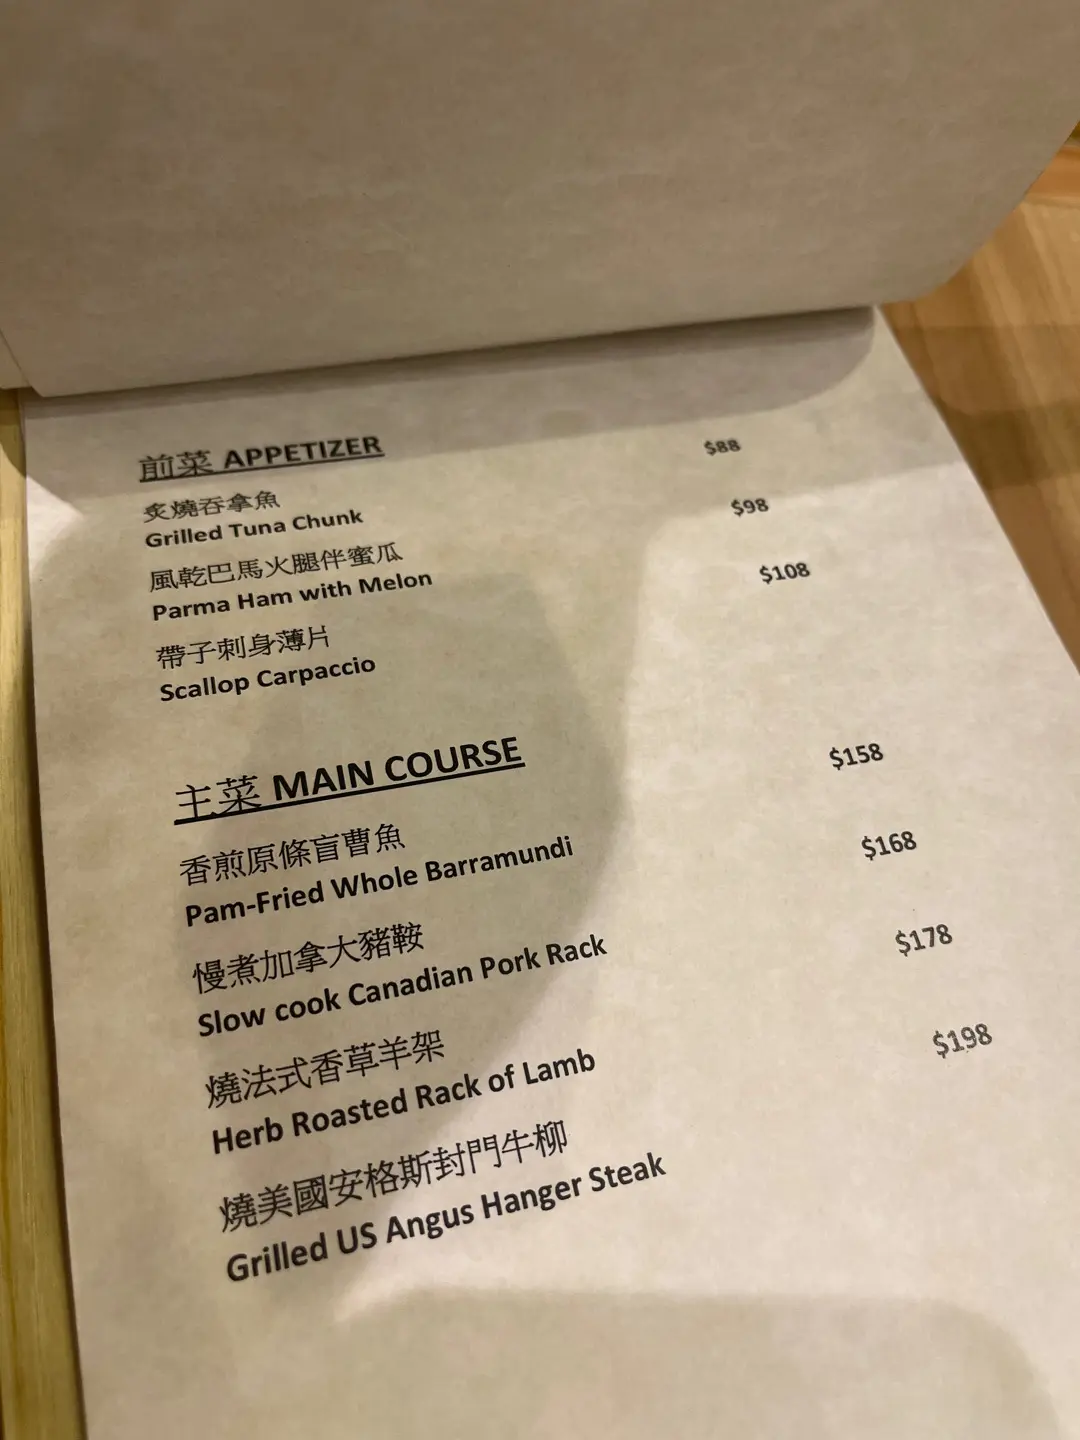 前菜 APPETIZER
炙燒吞拿魚 $88
Grilled Tuna Chunk
風乾巴馬火腿伴蜜瓜 $98
Parma Ham with Melon
帶子刺身薄片 $108
Scallop Carpaccio
主菜 MAIN COURSE
香煎原條盲曹魚 $158
Pam-Fried Whole Barramundi
慢煮加拿大豬鞍 $168
Slow cook Canadian Pork Rack
燒法式香草羊架 $178
Herb Roasted Rack of Lamb
燒美國安格斯封門牛柳 $198
Grilled US Angus Hanger Steak